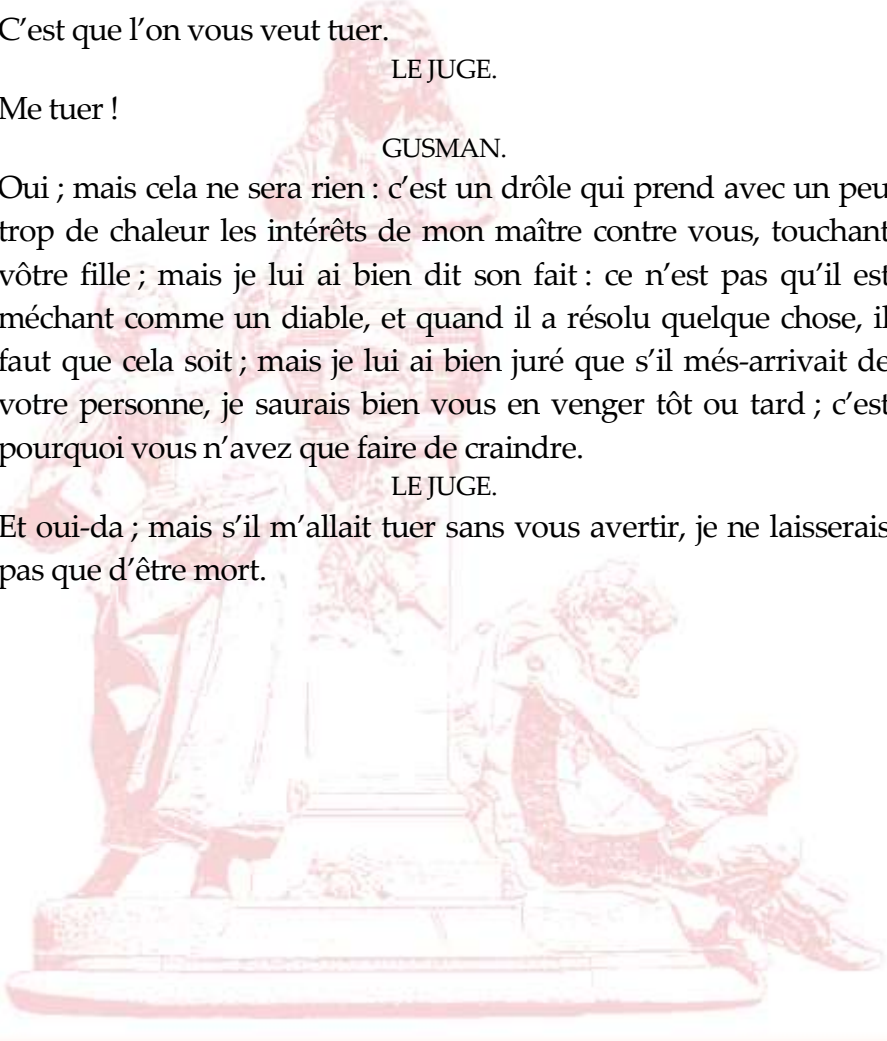 C’est que l’on vous veut tuer.
LE JUGE.
Me tuer !
GUSMAN.
Oui ; mais cela ne sera rien : c’est un drôle qui prend avec un peu
trop de chaleur les intérêts de mon maître contre vous, touchant
vôtre fille ; mais je lui ai bien dit son fait : ce n’est pas qu’il est
méchant comme un diable, et quand il a résolu quelque chose, il
faut que cela soit ; mais je lui ai bien juré que s’il més-arrivait de
votre personne, je saurais bien vous en venger tôt ou tard ; c’est
pourquoi vous n’avez que faire de craindre.
LE JUGE.
Et oui-da ; mais s’il m’allait tuer sans vous avertir, je ne laisserais
pas que d’être mort.